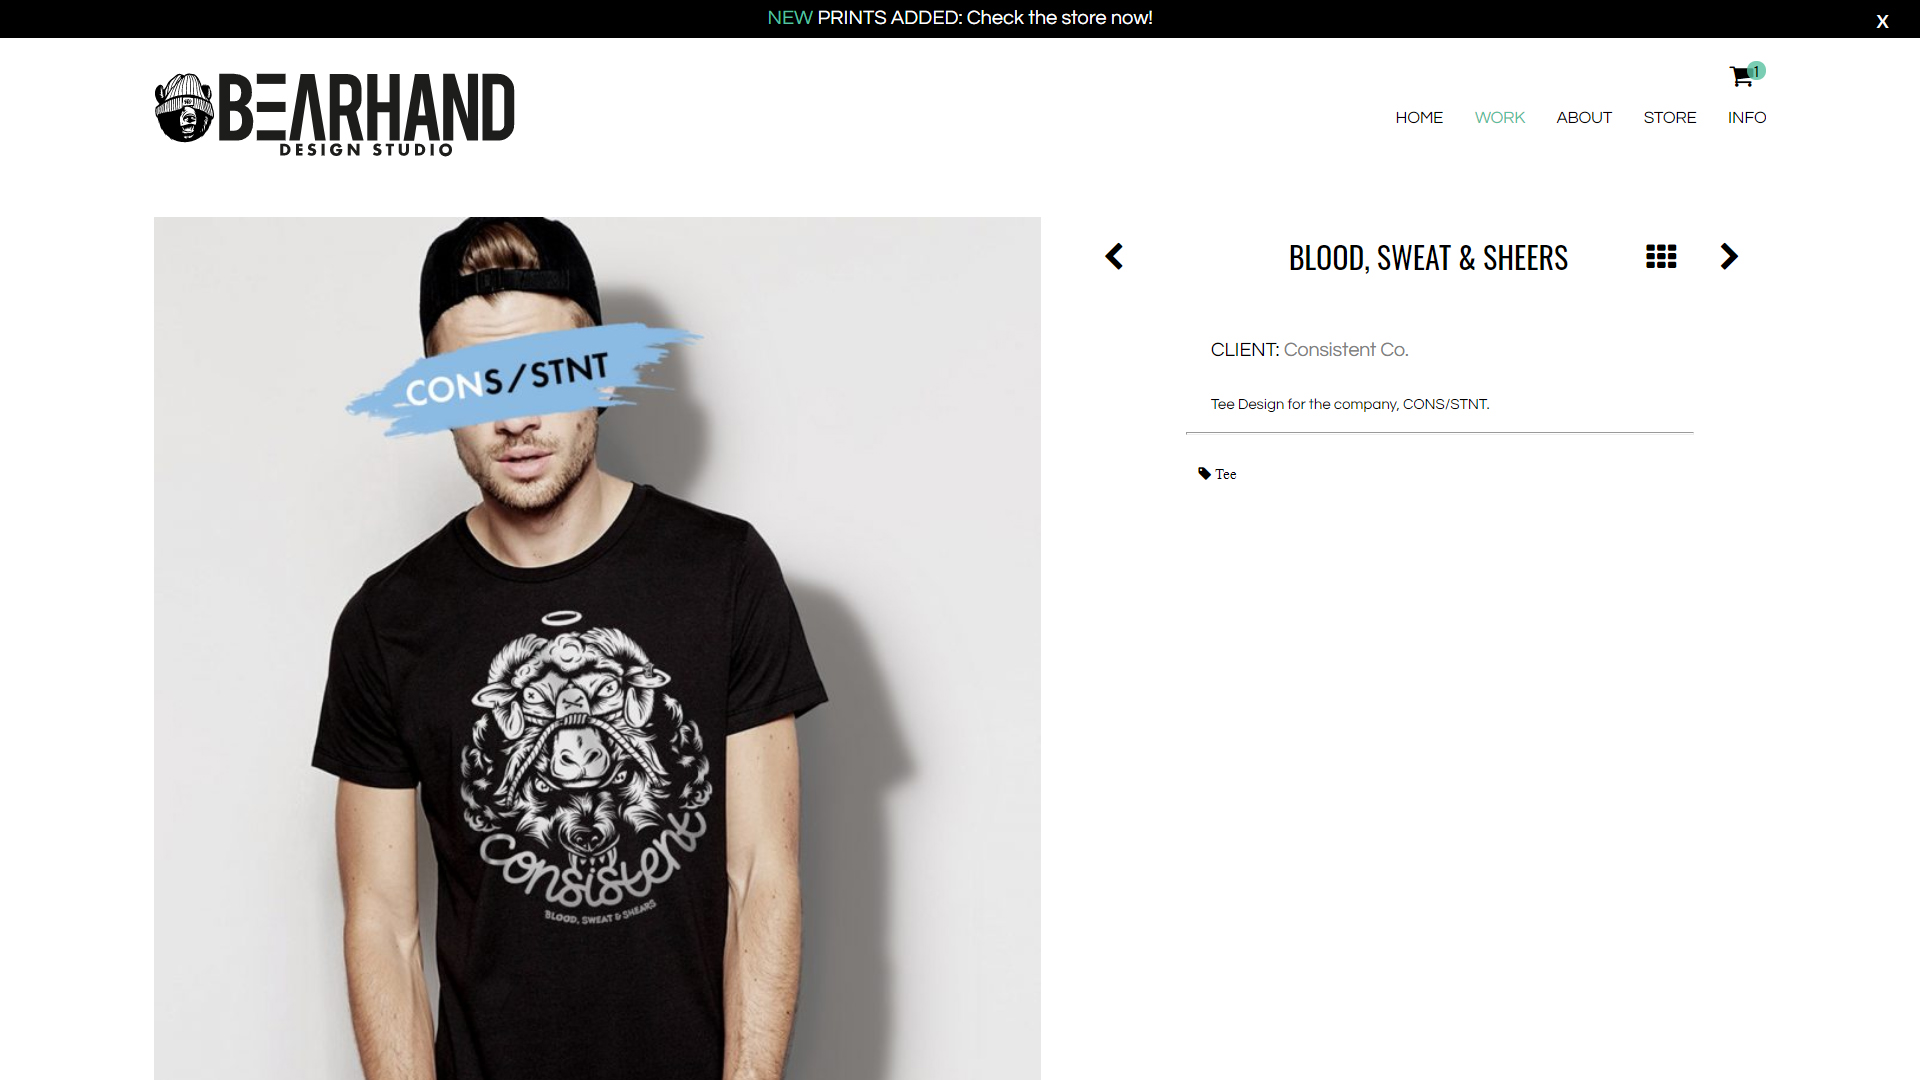 NEW PRINTS ADDED: Check the store now!
X
1
BEARHAND
DESIGN STUDIO
HOME WORK ABOUT STORE INFO
BLOOD, SWEAT & SHEERS
CLIENT: Consistent Co.
Tee Design for the company, CONS/STNT.
Tee
CONS/STNT
consistent
BLOOD, SWEAT & SHEARS